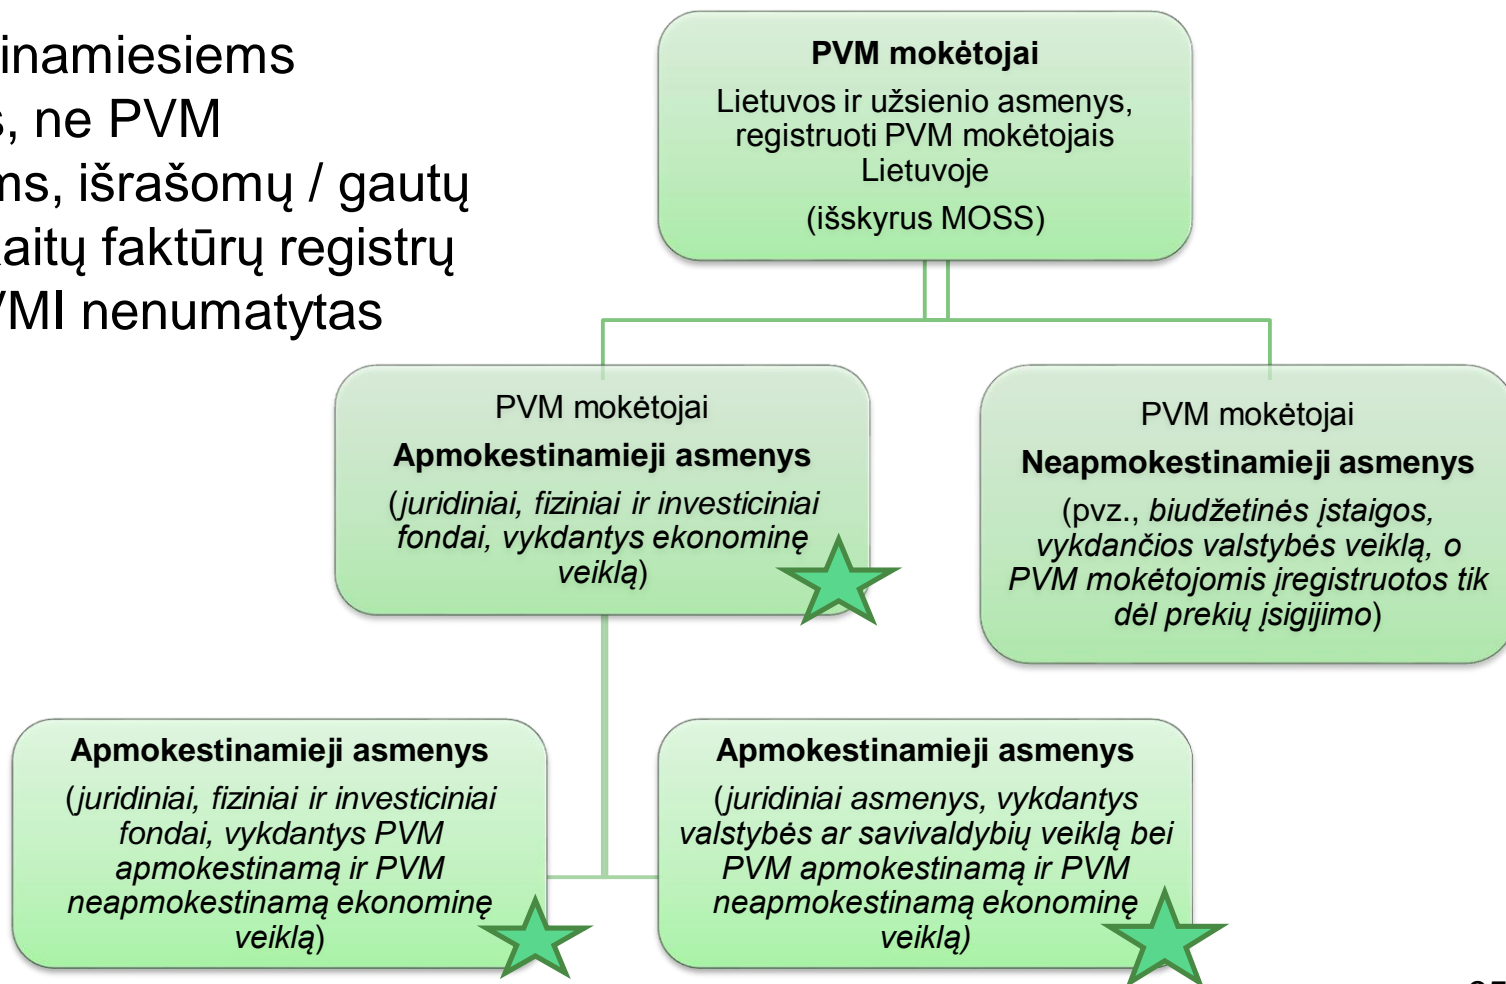 inamiesiems
s, ne PVM
ms, išrašomų / gautų
kaitų faktūrų registrų
VMI nenumatytas
PVM mokėtojai
Lietuvos ir užsienio asmenys,
registruoti PVM mokėtojais
Lietuvoje
(išskyrus MOSS)
PVM mokėtojai
Apmokestinamieji asmenys
(juridiniai, fiziniai ir investiciniai
fondai, vykdantys ekonominę
veiklą)
PVM mokėtojai
Neapmokestinamieji asmenys
(pvz., biudžetinės įstaigos,
vykdančios valstybės veiklą, o
PVM mokėtojomis įregistruotos tik
dėl prekių įsigijimo)
Apmokestinamieji asmenys
(juridiniai, fiziniai ir investiciniai
fondai, vykdantys PVM
apmokestinamą ir PVM
neapmokestinamą ekonominę
veiklą)
Apmokestinamieji asmenys
(juridiniai asmenys, vykdantys
valstybės ar savivaldybių veiklą bei
PVM apmokestinamą ir PVM
neapmokestinamą ekonominę
veiklą)